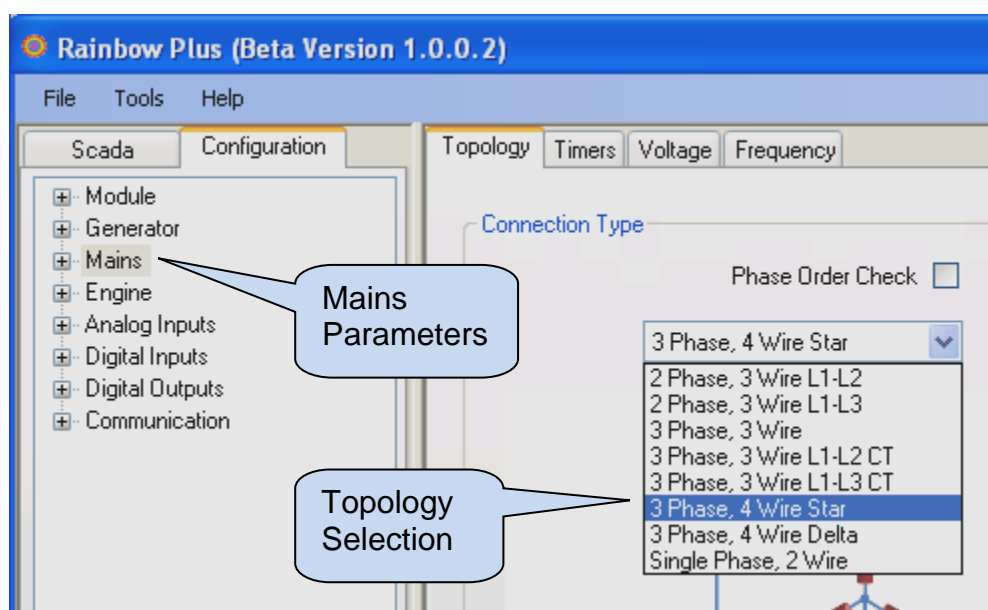 Rainbow Plus (Beta Version 1.0.0.2)
File Tools Help
Scada Configuration
Topology Timers Voltage Frequency
Module
Generator
Mains
Engine
Analog Inputs
Digital Inputs
Digital Outputs
Communication
Mains
Parameters
Connection Type
Phase Order Check
3 Phase, 4 Wire Star
2 Phase, 3 Wire L1-L2
2 Phase, 3 Wire L1-L3
3 Phase, 3 Wire
3 Phase, 3 Wire L1-L2 CT
3 Phase, 3 Wire L1-L3 CT
3 Phase, 4 Wire Star
3 Phase, 4 Wire Delta
Single Phase, 2 Wire
Topology
Selection